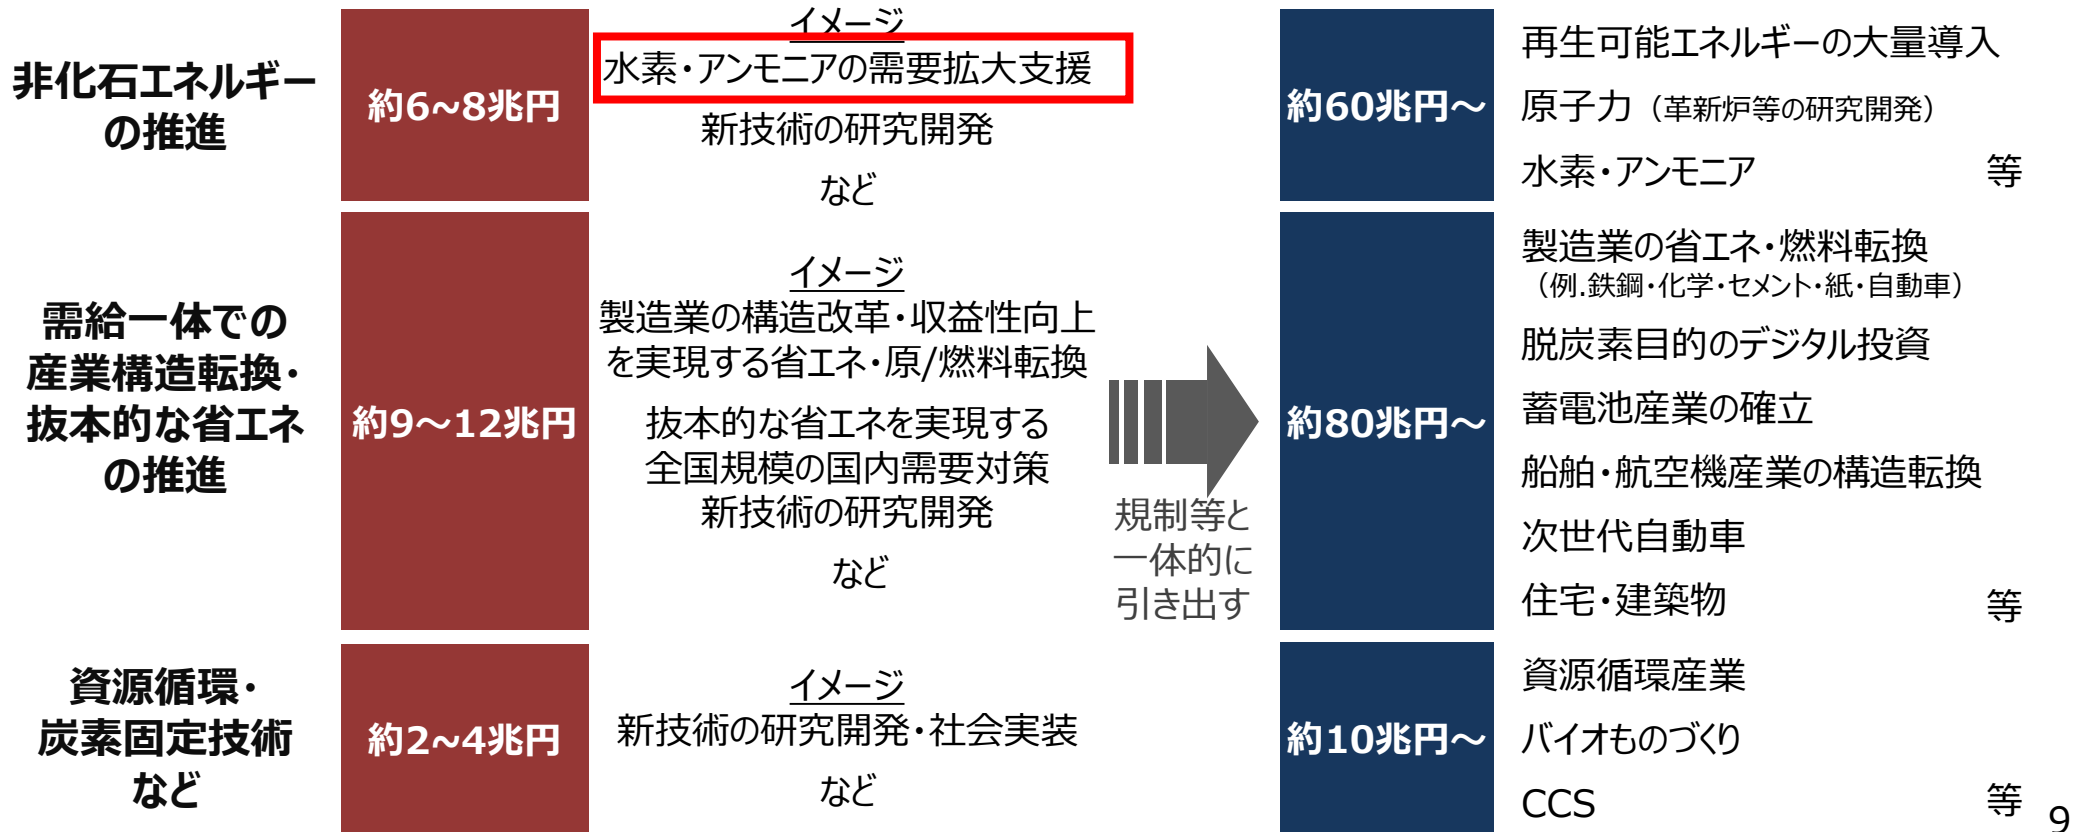 非化石エネルギー
の推進
約6~8兆円
イメージ
水素・アンモニアの需要拡大支援
新技術の研究開発
など
約60兆円～
再生可能エネルギーの大量導入
原子力（革新炉等の研究開発）
水素・アンモニア 等
需給一体での
産業構造転換・
抜本的な省エネ
の推進
約9～12兆円
イメージ
製造業の構造改革・収益性向上
を実現する省エネ・原/燃料転換
抜本的な省エネを実現する
全国規模の国内需要対策
新技術の研究開発
など
規制等と
一体的に
引き出す
約80兆円～
製造業の省エネ・燃料転換
（例.鉄鋼・化学・セメント・紙・自動車）
脱炭素目的のデジタル投資
蓄電池産業の確立
船舶・航空機産業の構造転換
次世代自動車
住宅・建築物 等
資源循環・
炭素固定技術
など
約2~4兆円
イメージ
新技術の研究開発・社会実装
など
約10兆円～
資源循環産業
バイオものづくり
CCS 等
9